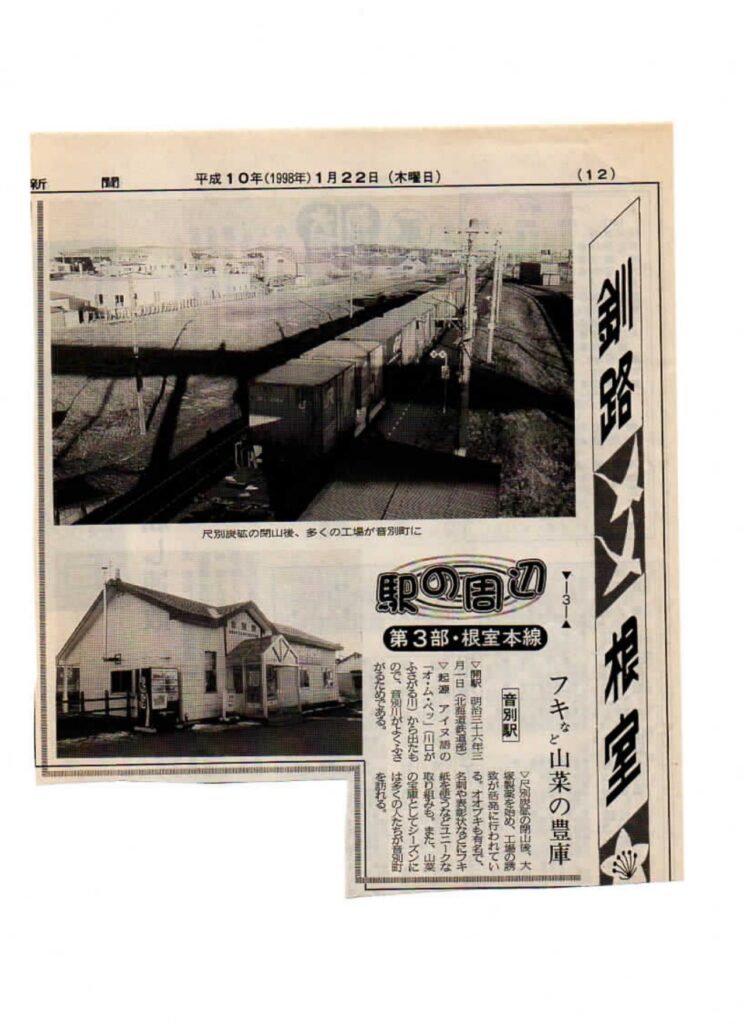 新聞
平成10年(1998年)1月22日(木曜日)
(12)
釧路
根室
尺別炭砿の閉山後、多くの工場が音別町に
駅の周辺
▼―3―▲
第3部・根室本線
フキなど山菜の豊庫
音別駅
▽開駅 明治三十六年三
月一日(北海道鉄道部)
▽起源 アイヌ語の
「オ・ム・ペッ」(川口が
ふさがる川)から出たも
ので、音別川がよくふさ
がるためである。
▽尺別炭砿の閉山後、大
塚製薬を始め、工場の誘
致が活発に行われてい
る。オオブキも有名で、
名刺や表彰状などにフキ
紙を使うなどユニークな
取り組みも。また、山菜
の宝庫としてシーズンに
は多くの人たちが音別町
を訪れる。
音別駅